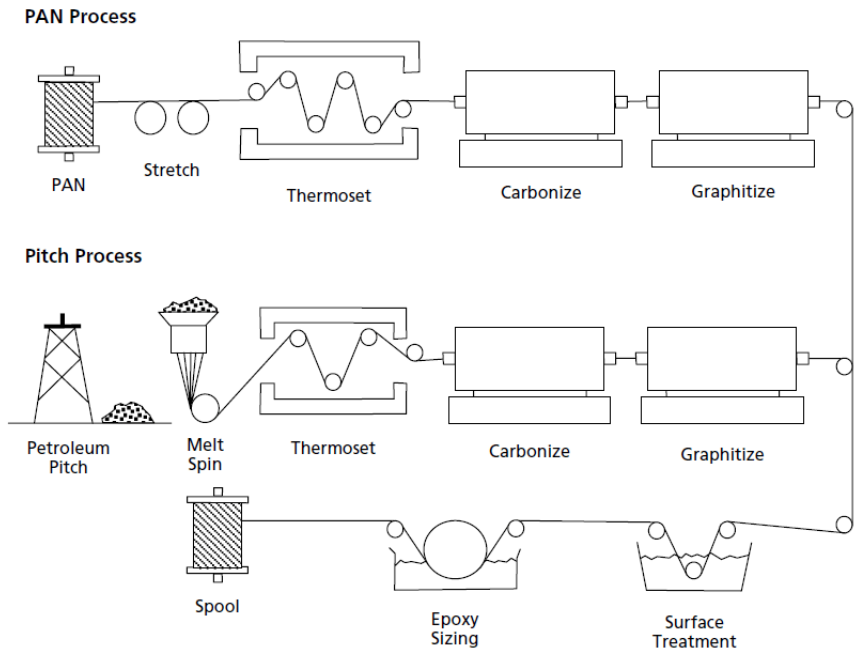 PAN Process
PAN
Stretch
Thermoset
Carbonize
Graphitize
Pitch Process
Petroleum
Pitch
Melt
Spin
Thermoset
Carbonize
Graphitize
Spool
Epoxy
Sizing
Surface
Treatment